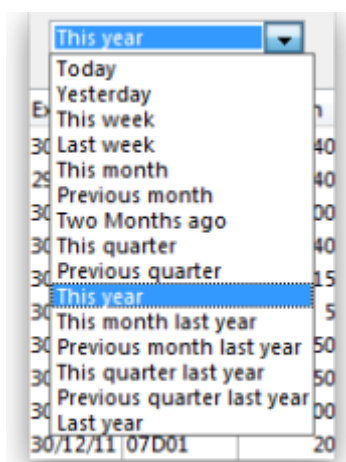 This year
Today
Yesterday
This week
Last week
This month
Previous month
Two Months ago
This quarter
Previous quarter
This year
This month last year
Previous month last year
This quarter last year
Previous quarter last year
Last year
30/12/11 07D01 20